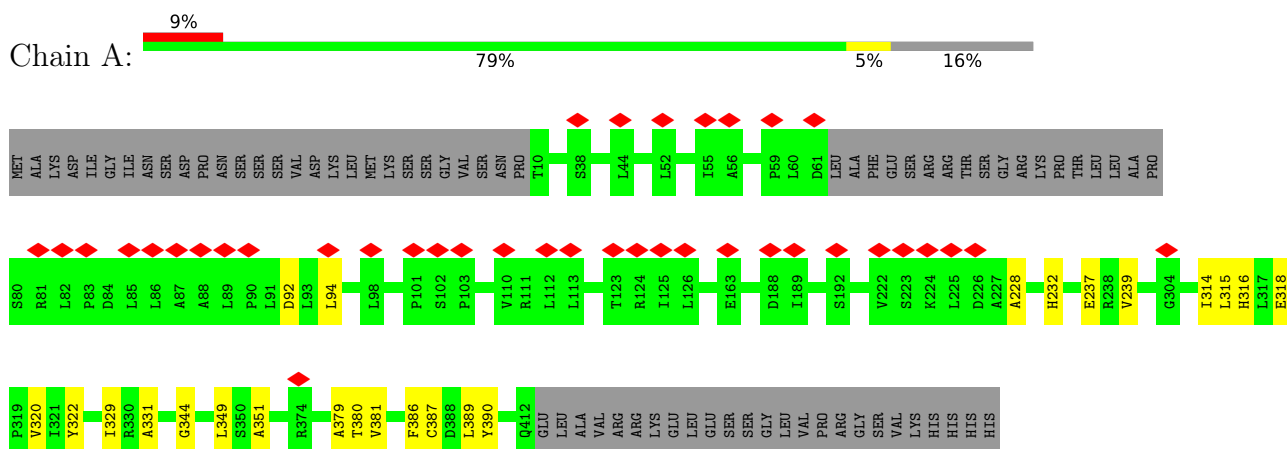 9%
Chain A:
79% 5% 16%
MET ALA LYS ASP ILE GLY ILE ASN SER ASP PRO ASN SER SER SER VAL ASP LYS LEU MET LYS SER SER GLY VAL SER ASN PRO T10 S38 L44 L52 I55 A56 P59 L60 D61 LEU ALA PHE GLU SER ARG ARG THR SER GLY ARG LYS PRO THR LEU LEU ALA PRO
S80 R81 L82 P83 D84 L85 L86 A87 A88 L89 P90 L91 D92 L93 L94 L98 P101 S102 P103 V110 R111 L112 L113 T123 R124 I125 L126 E163 D188 I189 S192 V222 S223 K224 L225 D226 A227 A228 H232 E237 R238 V239 G304 I314 L315 H316 L317 E318
P319 V320 I321 Y322 I329 R330 A331 G344 L349 S350 A351 R374 A379 T380 V381 F386 C387 D388 L389 Y390 Q412 GLU LEU ALA VAL ARG ARG LYS GLU LEU GLU SER SER GLY LEU VAL PRO ARG GLY SER VAL LYS HIS HIS HIS HIS